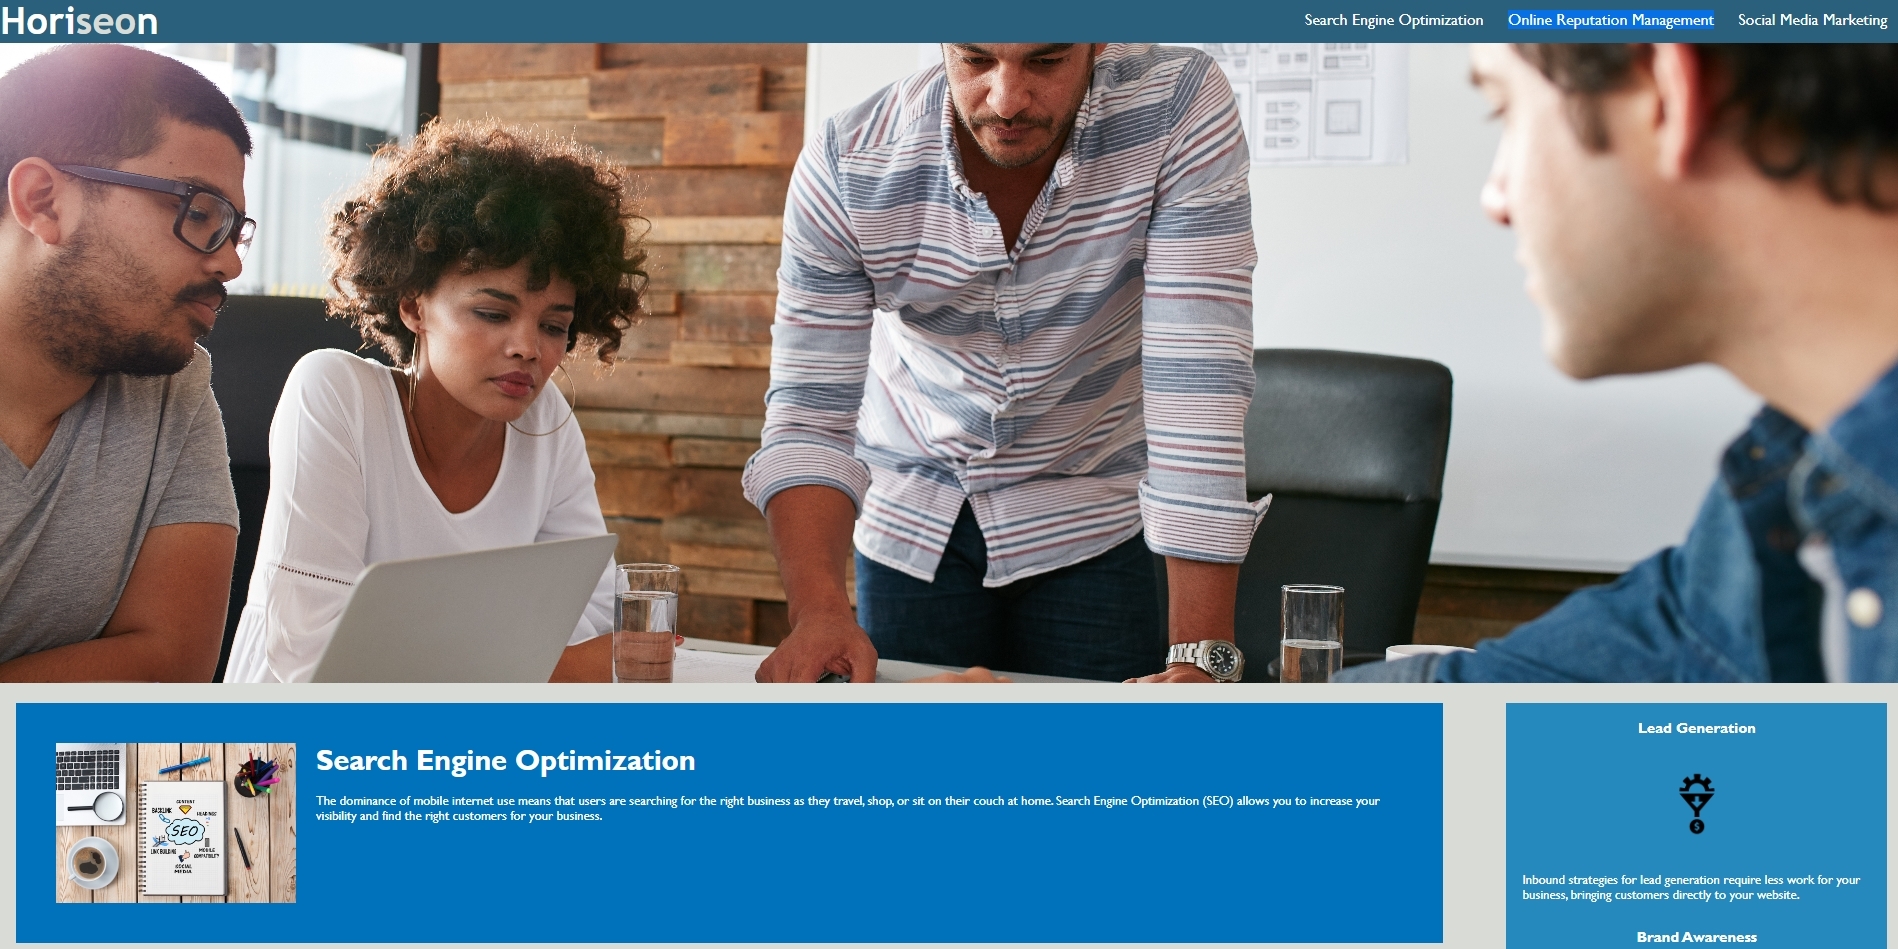 Horiseon
Search Engine Optimization
Online Reputation Management
Social Media Marketing
Search Engine Optimization
The dominance of mobile internet use means that users are searching for the right business as they travel, shop, or sit on their couch at home. Search Engine Optimization (SEO) allows you to increase your
visibility and find the right customers for your business.
CONTENT
BACKLINK
HEADINGS
SEO
LINK BUILDING
MOBILE
COMPATIBILITY
SOCIAL
MEDIA
Lead Generation
$
Inbound strategies for lead generation require less work for your
business, bringing customers directly to your website.
Brand Awareness